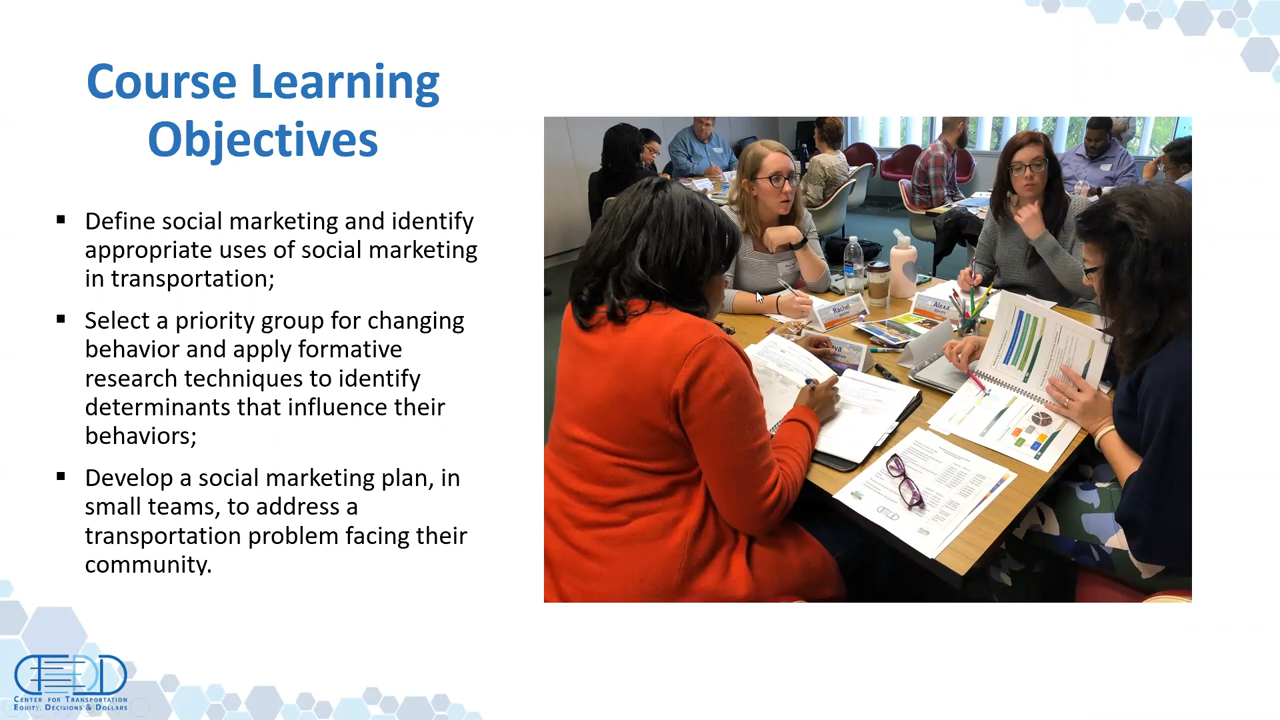 Course Learning
Objectives
▪ Define social marketing and identify
appropriate uses of social marketing
in transportation;
▪ Select a priority group for changing
behavior and apply formative
research techniques to identify
determinants that influence their
behaviors;
▪ Develop a social marketing plan, in
small teams, to address a
transportation problem facing their
community.
Rachel
Alexa
CTEDD
CENTER FOR TRANSPORTATION
EQUITY, DECISIONS & DOLLARS